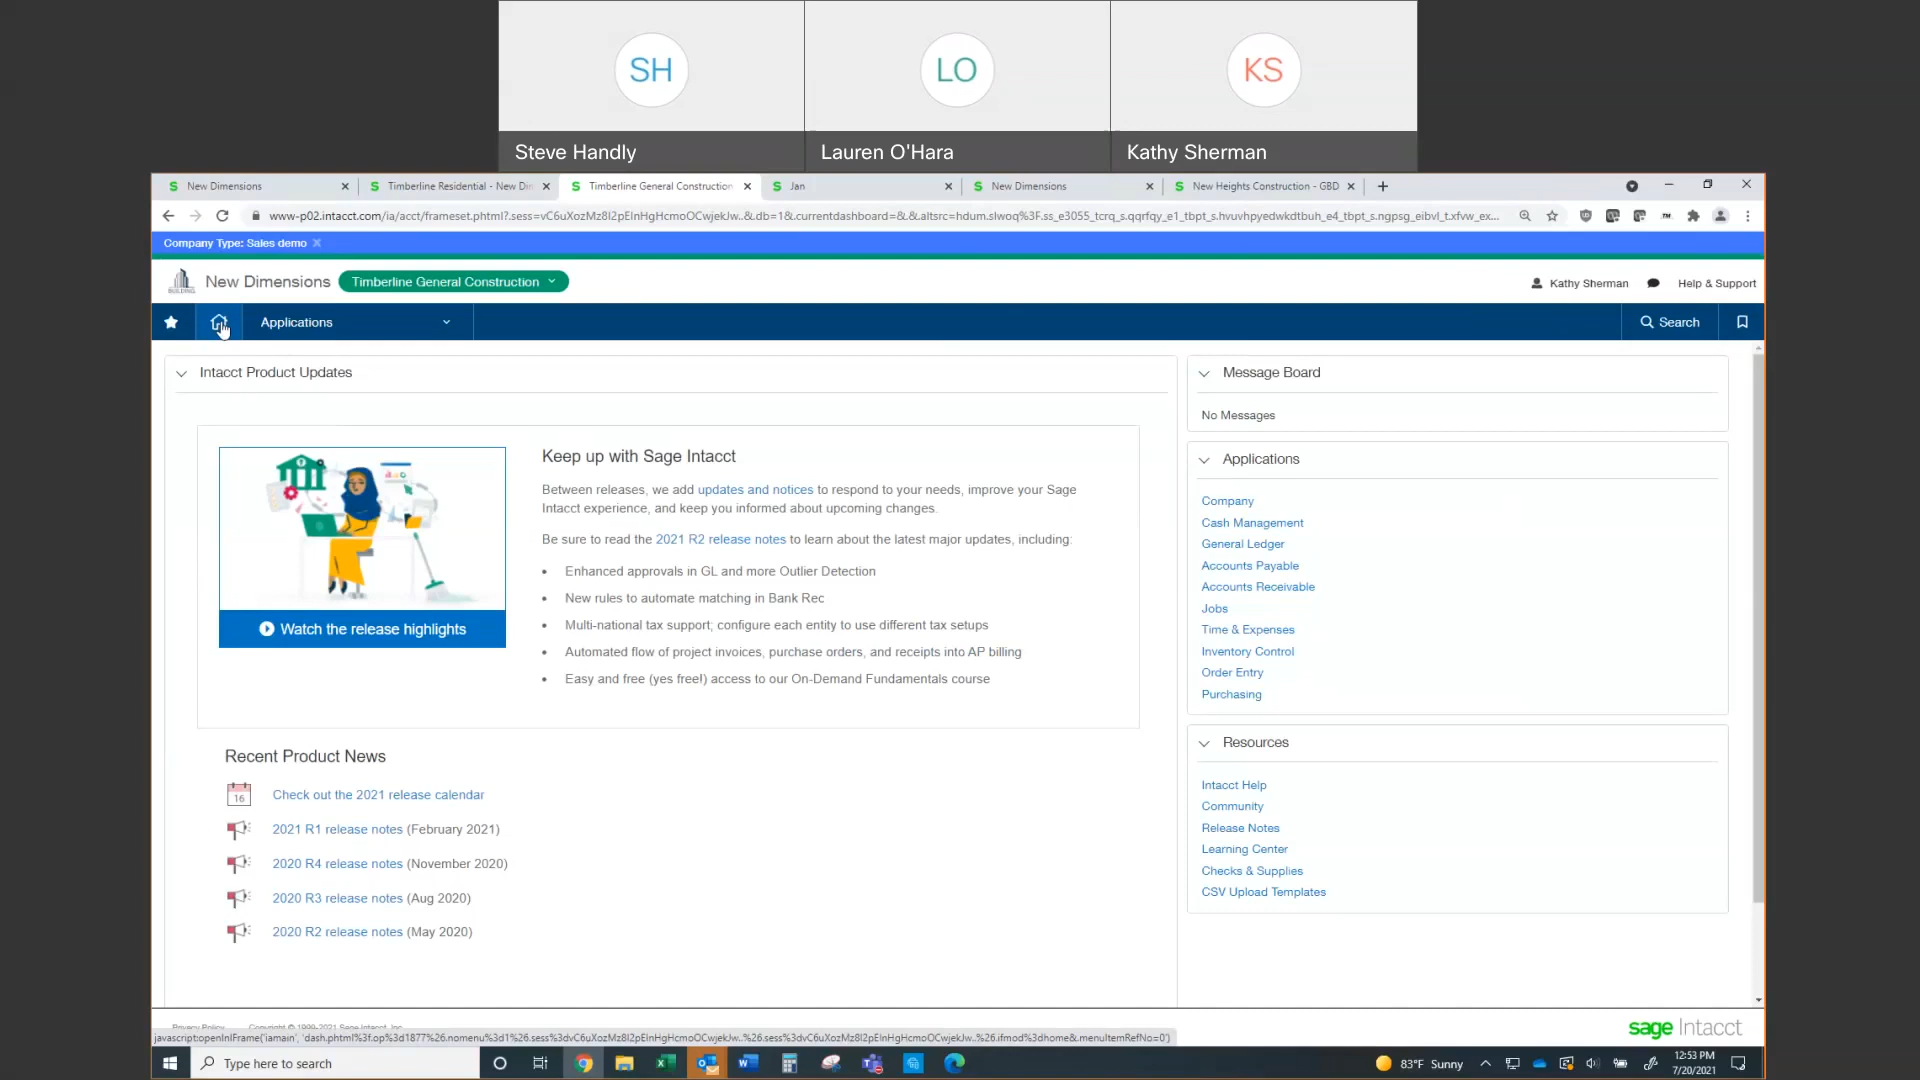 SH
LO
KS
Steve Handly
Lauren O'Hara
Kathy Sherman
New Dimensions
Timberline Residential - New Din
Timberline General Construction
Jan
New Dimensions
New Heights Construction - GBD
Company Type: Sales demo
New Dimensions
Timberline General Construction
Kathy Sherman
Help & Support
Applications
Search
Intacct Product Updates
Keep up with Sage Intacct
Between releases, we add updates and notices to respond to your needs, improve your Sage
Intacct experience, and keep you informed about upcoming changes.
Be sure to read the 2021 R2 release notes to learn about the latest major updates, including:
Enhanced approvals in GL and more Outlier Detection
New rules to automate matching in Bank Rec
Multi-national tax support; configure each entity to use different tax setups
Automated flow of project invoices, purchase orders, and receipts into AP billing
Easy and free (yes free!) access to our On-Demand Fundamentals course
Watch the release highlights
Recent Product News
16
Check out the 2021 release calendar
2021 R1 release notes (February 2021)
2020 R4 release notes (November 2020)
2020 R3 release notes (Aug 2020)
2020 R2 release notes (May 2020)
Message Board
No Messages
Applications
Company
Cash Management
General Ledger
Accounts Payable
Accounts Receivable
Jobs
Time & Expenses
Inventory Control
Order Entry
Purchasing
Resources
Intacct Help
Community
Release Notes
Learning Center
Checks & Supplies
CSV Upload Templates
sage Intacct
Type here to search
83°F Sunny
12:53 PM
7/20/2021